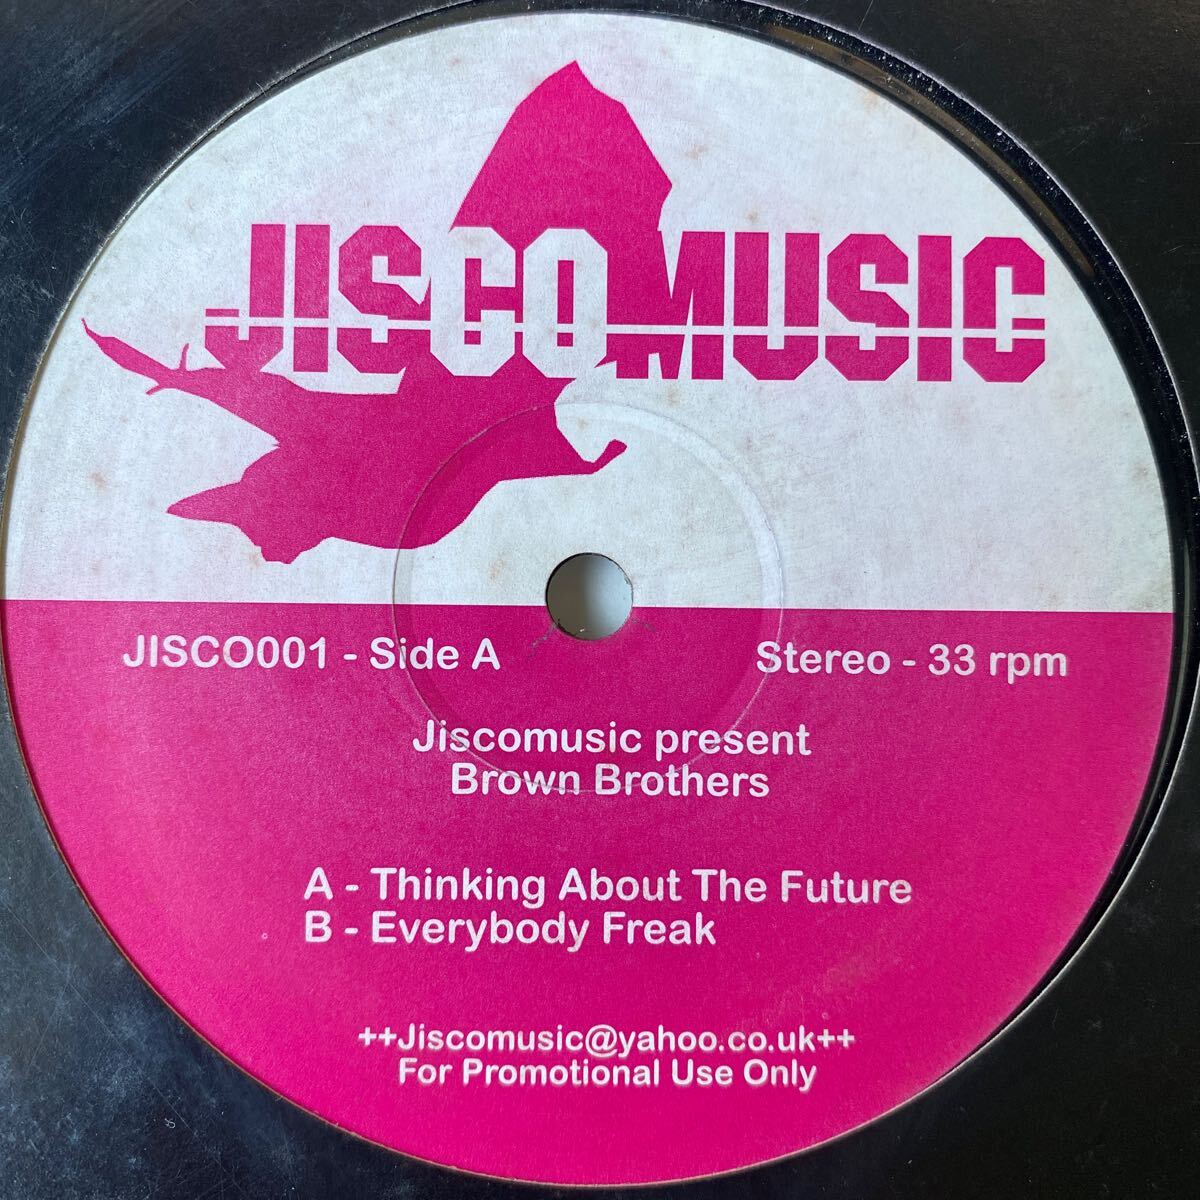 JISCOMUSIC
JISCO001 - Side A
Stereo - 33 rpm
Jiscomusic present
Brown Brothers
A - Thinking About The Future
B - Everybody Freak
++Jiscomusic@yahoo.co.uk++
For Promotional Use Only